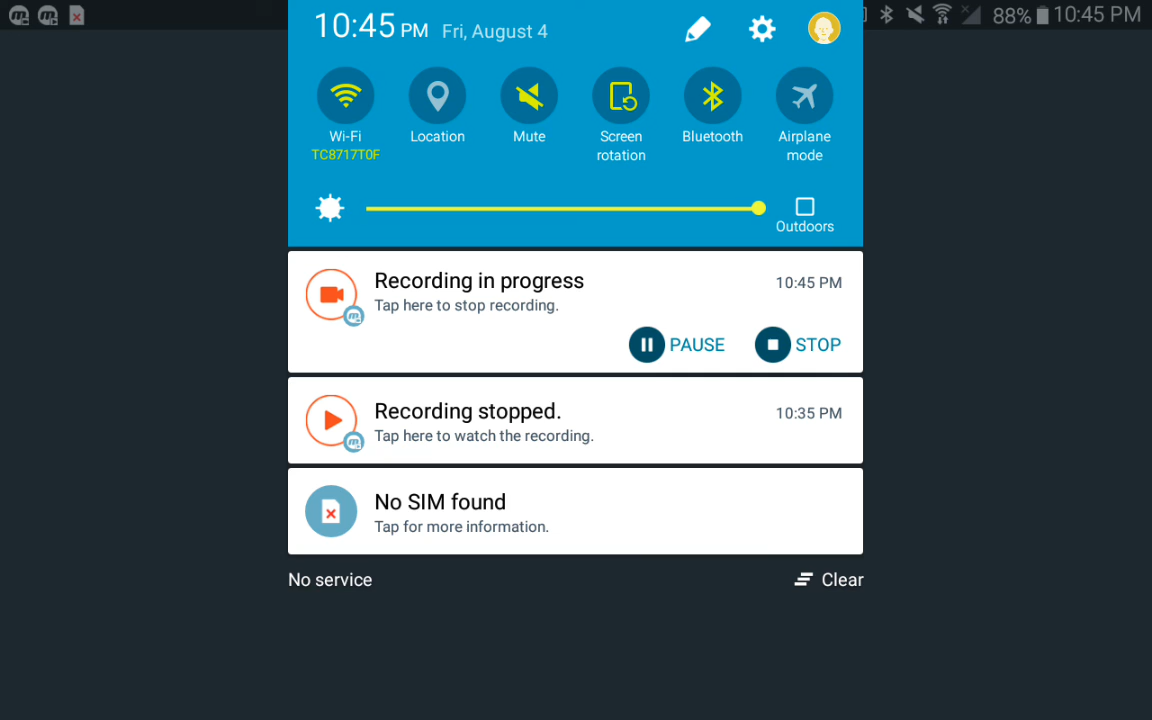 10:45 PM Fri, August 4
88% 10:45 PM
Wi-Fi
TC8717T0F
Location
Mute
Screen
rotation
Bluetooth
Airplane
mode
Outdoors
Recording in progress 10:45 PM
Tap here to stop recording.
PAUSE STOP
Recording stopped. 10:35 PM
Tap here to watch the recording.
No SIM found
Tap for more information.
No service Clear